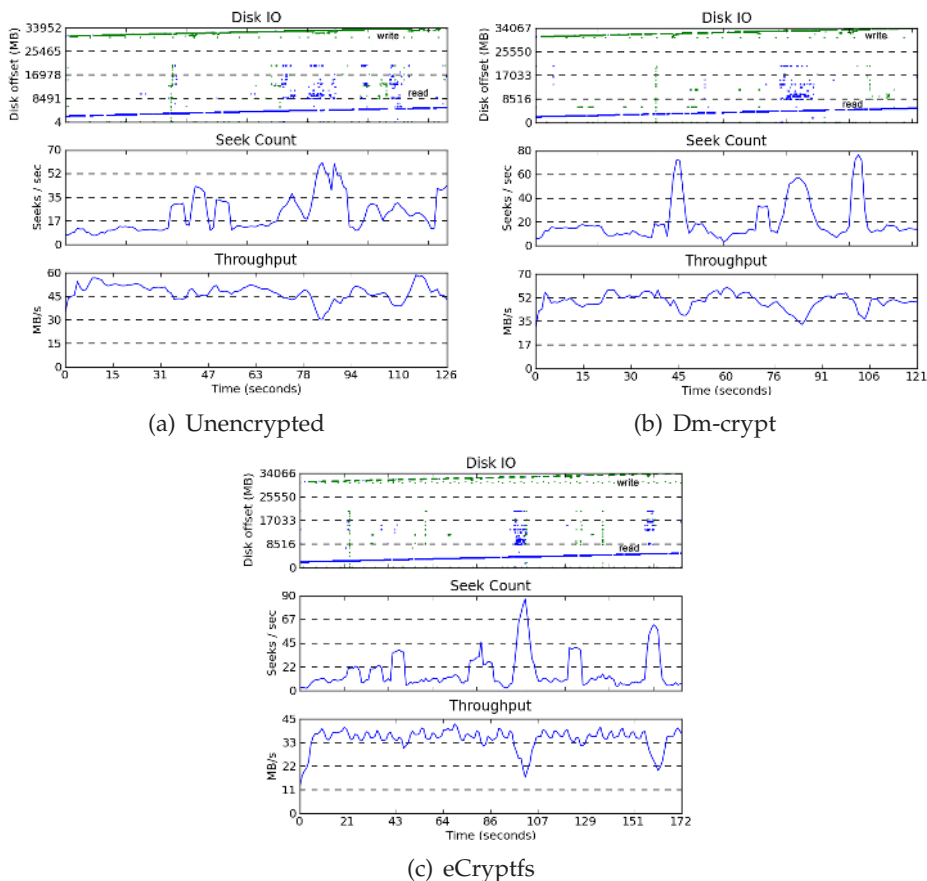 Disk IO
Disk offset (MB)
33952
25465
16978
8491
4
write
read
Seek Count
Seeks / sec
70
52
35
17
0
Throughput
MB/s
60
45
30
15
0
0 15 31 47 63 78 94 110 126
Time (seconds)
(a) Unencrypted
Disk IO
Disk offset (MB)
34067
25550
17033
8516
0
write
read
Seek Count
Seeks / sec
80
60
40
20
0
Throughput
MB/s
70
52
35
17
0
0 15 30 45 60 76 91 106 121
Time (seconds)
(b) Dm-crypt
Disk IO
Disk offset (MB)
34066
25550
17033
8516
0
write
read
Seek Count
Seeks / sec
90
67
45
22
0
Throughput
MB/s
45
33
22
11
0
0 21 43 64 86 107 129 151 172
Time (seconds)
(c) eCryptfs